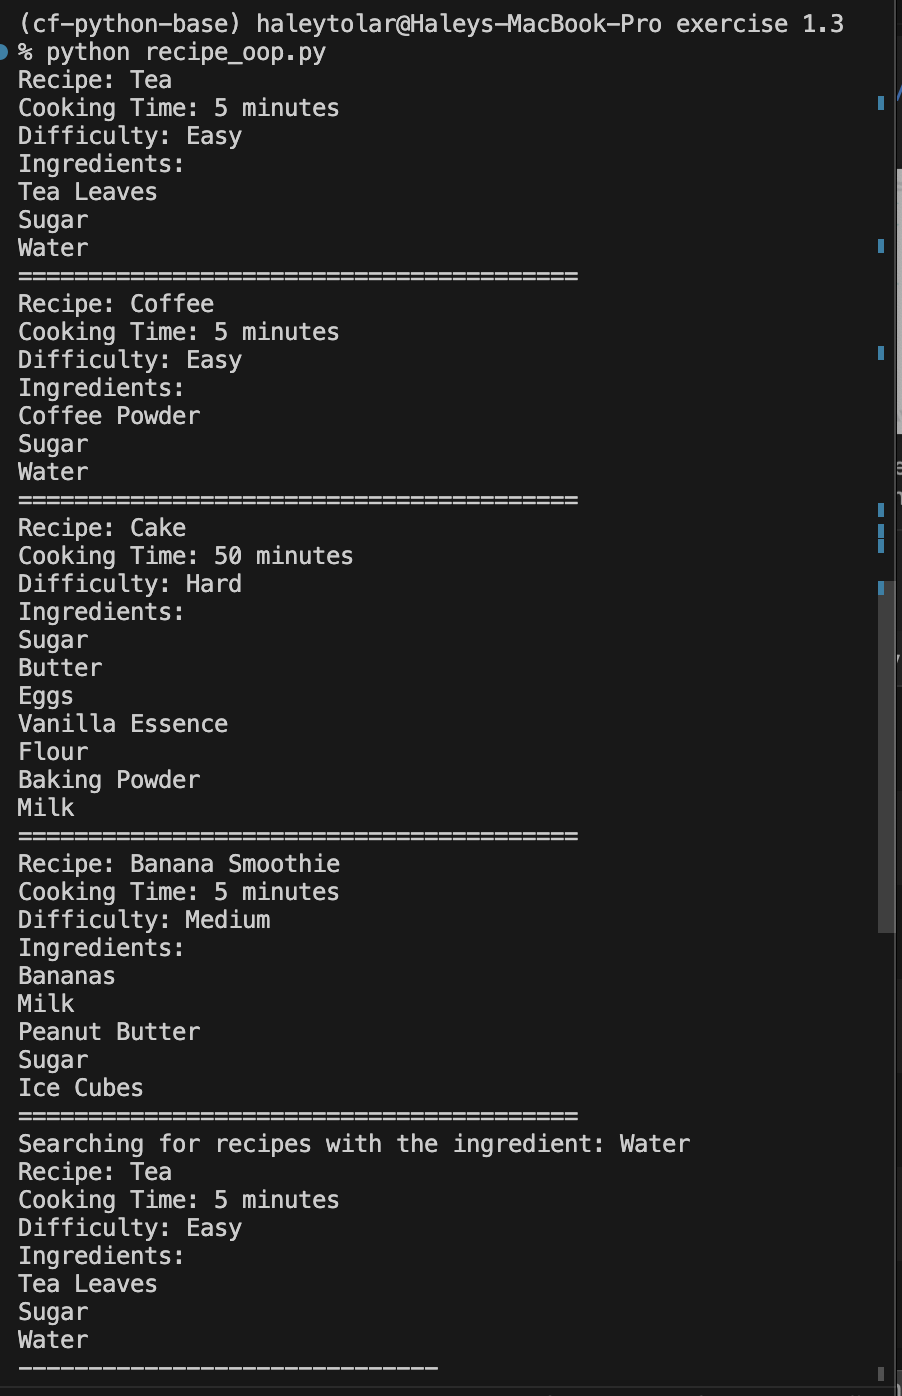 (cf-python-base) haleytolar@Haleys-MacBook-Pro exercise 1.3
% python recipe_oop.py
Recipe: Tea
Cooking Time: 5 minutes
Difficulty: Easy
Ingredients:
Tea Leaves
Sugar
Water
========================================
Recipe: Coffee
Cooking Time: 5 minutes
Difficulty: Easy
Ingredients:
Coffee Powder
Sugar
Water
========================================
Recipe: Cake
Cooking Time: 50 minutes
Difficulty: Hard
Ingredients:
Sugar
Butter
Eggs
Vanilla Essence
Flour
Baking Powder
Milk
========================================
Recipe: Banana Smoothie
Cooking Time: 5 minutes
Difficulty: Medium
Ingredients:
Bananas
Milk
Peanut Butter
Sugar
Ice Cubes
========================================
Searching for recipes with the ingredient: Water
Recipe: Tea
Cooking Time: 5 minutes
Difficulty: Easy
Ingredients:
Tea Leaves
Sugar
Water
------------------------------